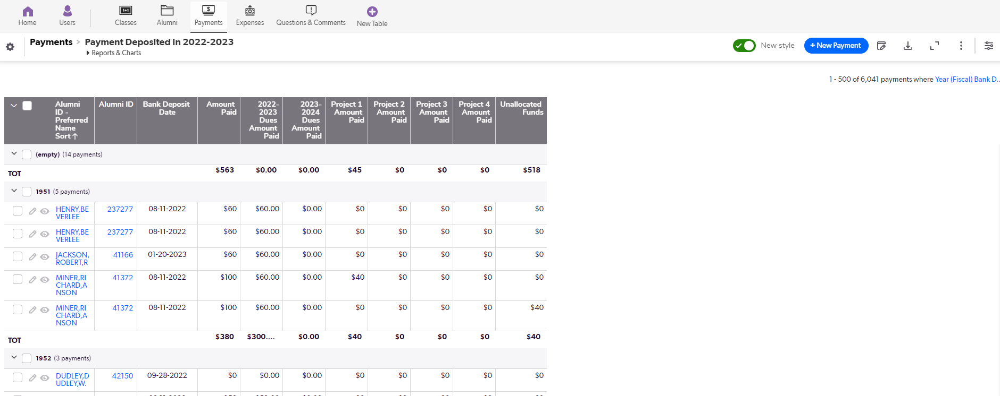 Home Users Classes Alumni Payments Expenses Questions & Comments New Table
Payments > Payment Deposited In 2022-2023
Reports & Charts
New style + New Payment
1 - 500 of 6,041 payments where Year (Fiscal) Bank D..
Alumni ID - Preferred Name Sort ↑ Alumni ID Bank Deposit Date Amount Paid 2022-2023 Dues Amount Paid 2023-2024 Dues Amount Paid Project 1 Amount Paid Project 2 Amount Paid Project 3 Amount Paid Project 4 Amount Paid Unallocated Funds
(empty) (14 payments)
TOT $563 $0.00 $0.00 $45 $0 $0 $0 $518
1951 (5 payments)
HENRY,BEVERLEE 237277 08-11-2022 $60 $60.00 $0.00 $0 $0 $0 $0 $0
HENRY,BEVERLEE 237277 08-11-2022 $60 $60.00 $0.00 $0 $0 $0 $0 $0
JACKSON,ROBERT,R 41166 01-20-2023 $60 $60.00 $0.00 $0 $0 $0 $0 $0
MINER,RICHARD,ANSON 41372 08-11-2022 $100 $60.00 $0.00 $40 $0 $0 $0 $0
MINER,RICHARD,ANSON 41372 08-11-2022 $100 $60.00 $0.00 $0 $0 $0 $0 $40
TOT $380 $300.... $0.00 $40 $0 $0 $0 $40
1952 (3 payments)
DUDLEY,DUDLEY,W. 42150 09-28-2022 $0 $0.00 $0.00 $0 $0 $0 $0 $0